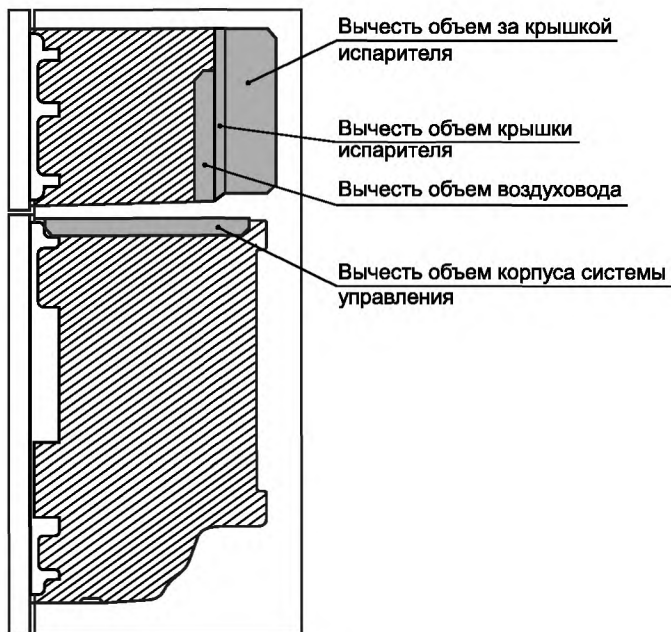 Вычесть объем за крышкой
испарителя
Вычесть объем крышки
испарителя
Вычесть объем воздуховода
Вычесть объем корпуса системы
управления